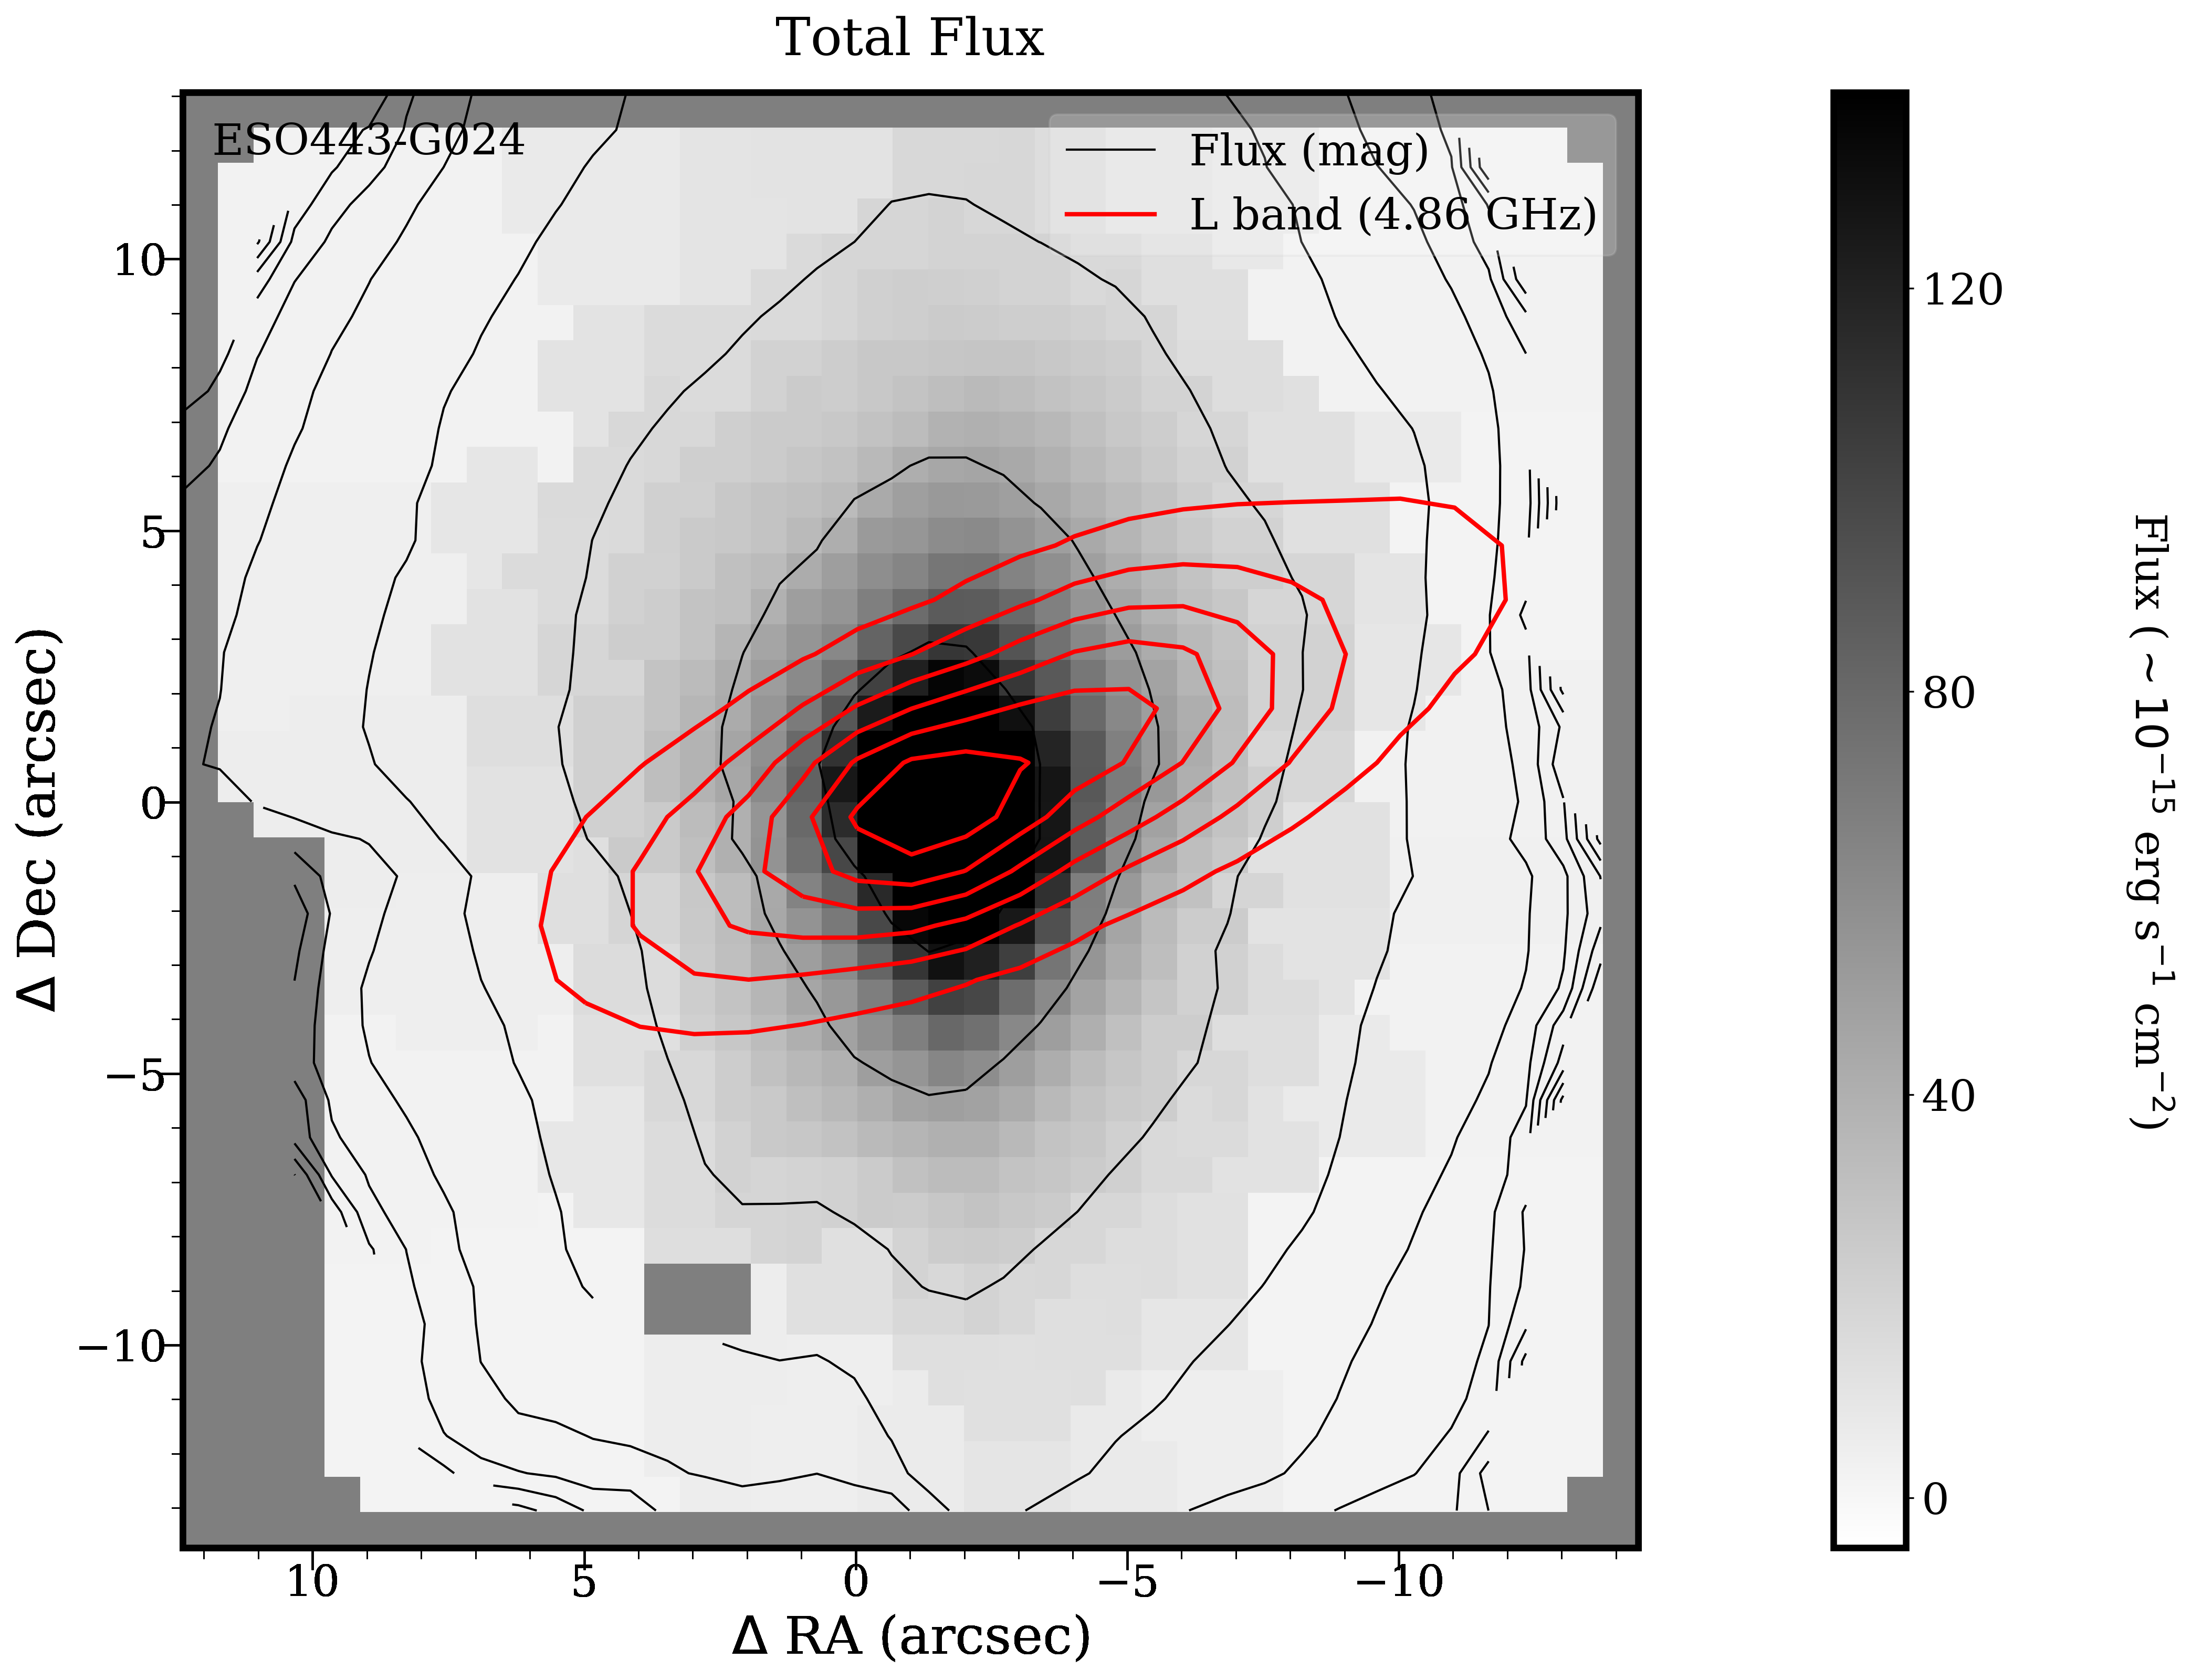 Total Flux
ESO443-G024
Flux (mag)
L band (4.86 GHz)
10
5
0
−5
−10
Δ Dec (arcsec)
10
5
0
−5
−10
Δ RA (arcsec)
120
80
40
0
Flux ( ~ 10⁻¹⁵ erg s⁻¹ cm⁻²)